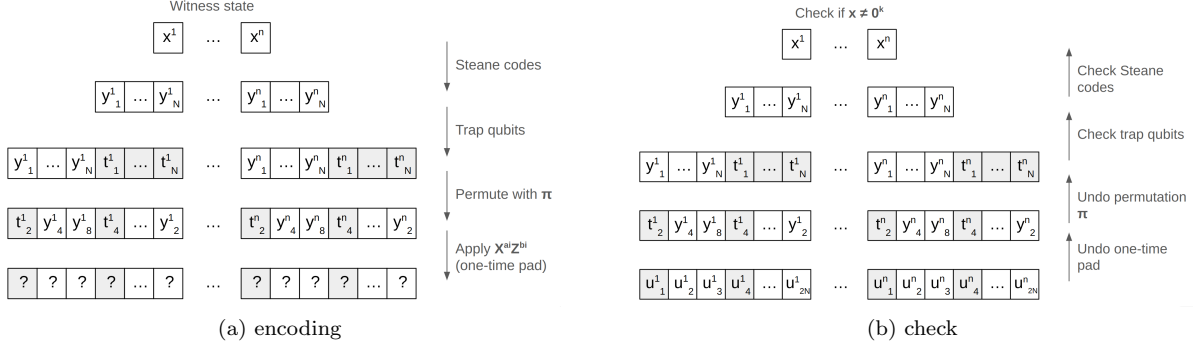 Witness state
x¹ … xⁿ
Steane codes
y¹₁ … y¹_N … yⁿ₁ … yⁿ_N
Trap qubits
y¹₁ … y¹_N t¹₁ … t¹_N … yⁿ₁ … yⁿ_N tⁿ₁ … tⁿ_N
Permute with π
t¹₂ y¹₄ y¹₈ t¹₄ … y¹₂ … tⁿ₂ yⁿ₄ yⁿ₈ tⁿ₄ … yⁿ₂
Apply X^ai Z^bi
(one-time pad)
? ? ? ? … ? … ? ? ? ? … ?
(a) encoding
Check if x ≠ 0ᵏ
x¹ … xⁿ
Check Steane
codes
y¹₁ … y¹_N … yⁿ₁ … yⁿ_N
Check trap qubits
y¹₁ … y¹_N t¹₁ … t¹_N … yⁿ₁ … yⁿ_N tⁿ₁ … tⁿ_N
Undo permutation
π
t¹₂ y¹₄ y¹₈ t¹₄ … y¹₂ … tⁿ₂ yⁿ₄ yⁿ₈ tⁿ₄ … yⁿ₂
Undo one-time
pad
u¹₁ u¹₂ u¹₃ u¹₄ … u¹_2N … uⁿ₁ uⁿ₂ uⁿ₃ uⁿ₄ … uⁿ_2N
(b) check